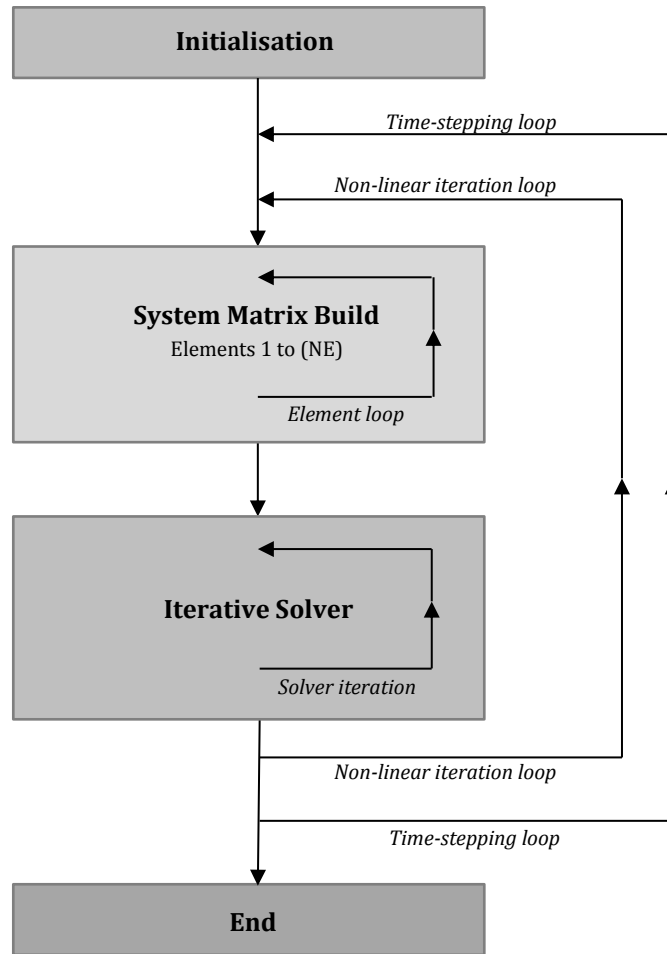 Initialisation
Time-stepping loop
Non-linear iteration loop
System Matrix Build
Elements 1 to (NE)
Element loop
Iterative Solver
Solver iteration
Non-linear iteration loop
Time-stepping loop
End